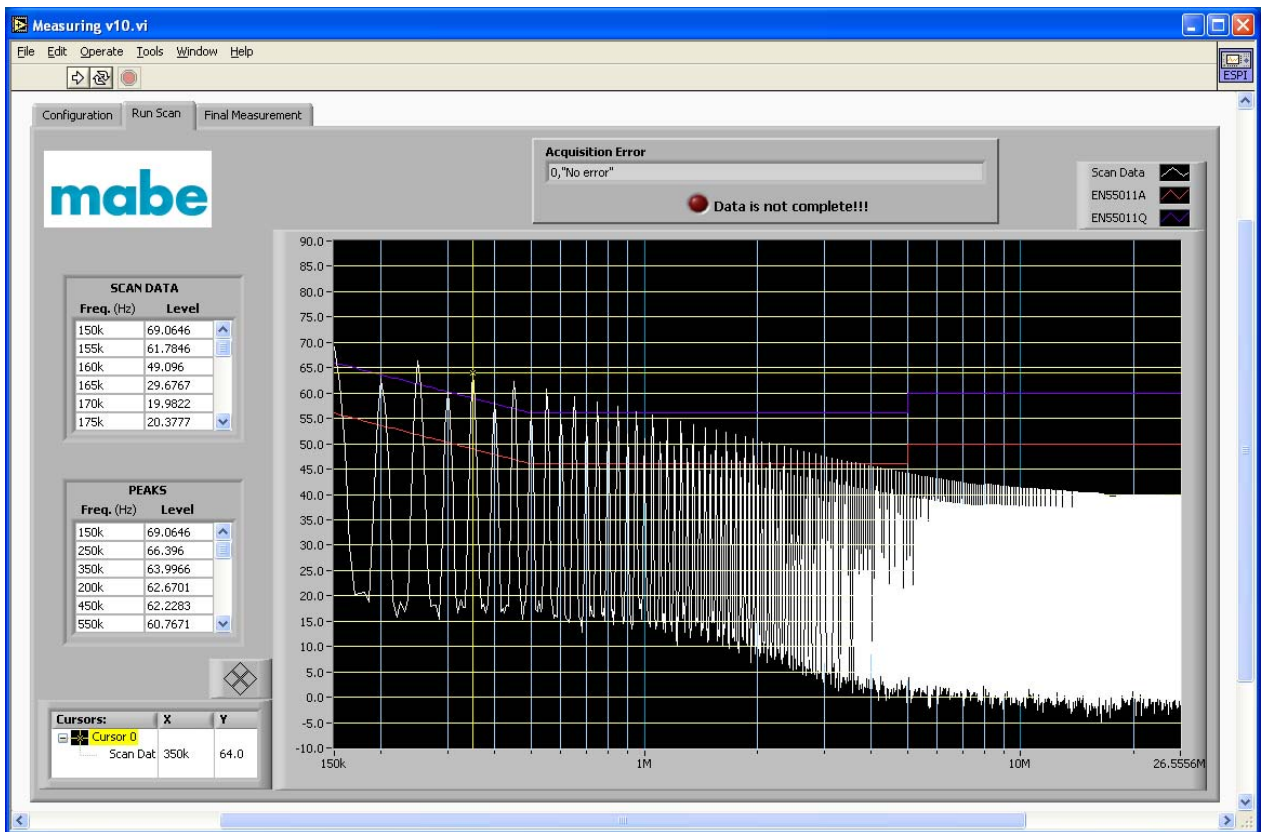 Measuring v10.vi
File Edit Operate Tools Window Help
ESPI
Configuration Run Scan Final Measurement
mabe
Acquisition Error
0,"No error"
Data is not complete!!!
Scan Data
EN55011A
EN55011Q
SCAN DATA
Freq. (Hz) Level
150k 69.0646
155k 61.7846
160k 49.096
165k 29.6767
170k 19.9822
175k 20.3777
PEAKS
Freq. (Hz) Level
150k 69.0646
250k 66.396
350k 63.9966
200k 62.6701
450k 62.2283
550k 60.7671
Cursors: X Y
Cursor 0
Scan Dat 350k 64.0
90.0
85.0
80.0
75.0
70.0
65.0
60.0
55.0
50.0
45.0
40.0
35.0
30.0
25.0
20.0
15.0
10.0
5.0
0.0
-5.0
-10.0
150k 1M 10M 26.5556M